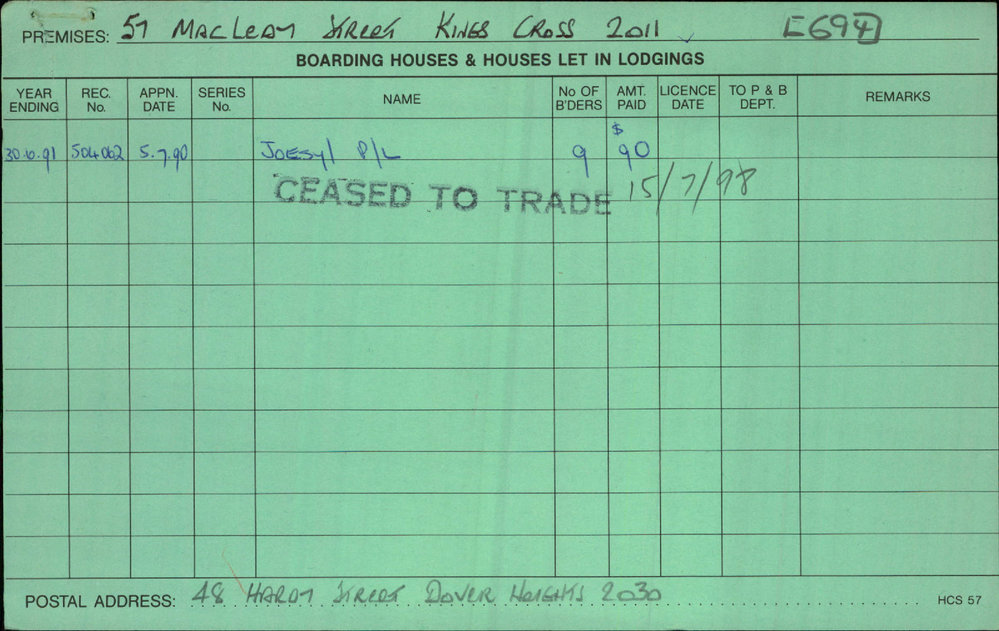 PREMISES: 57 MACLEAY STREET KINGS CROSS 2011 E694
BOARDING HOUSES & HOUSES LET IN LODGINGS
YEAR ENDING REC. No. APPN. DATE SERIES No. NAME No OF B'DERS AMT. PAID LICENCE DATE TO P & B DEPT. REMARKS
$
30.6.91 504062 5.7.90 P/L 9 90
CEASED TO TRADE 15/7/98
POSTAL ADDRESS: 48 HARDY STREET DOVER HEIGHTS 2030 HCS 57